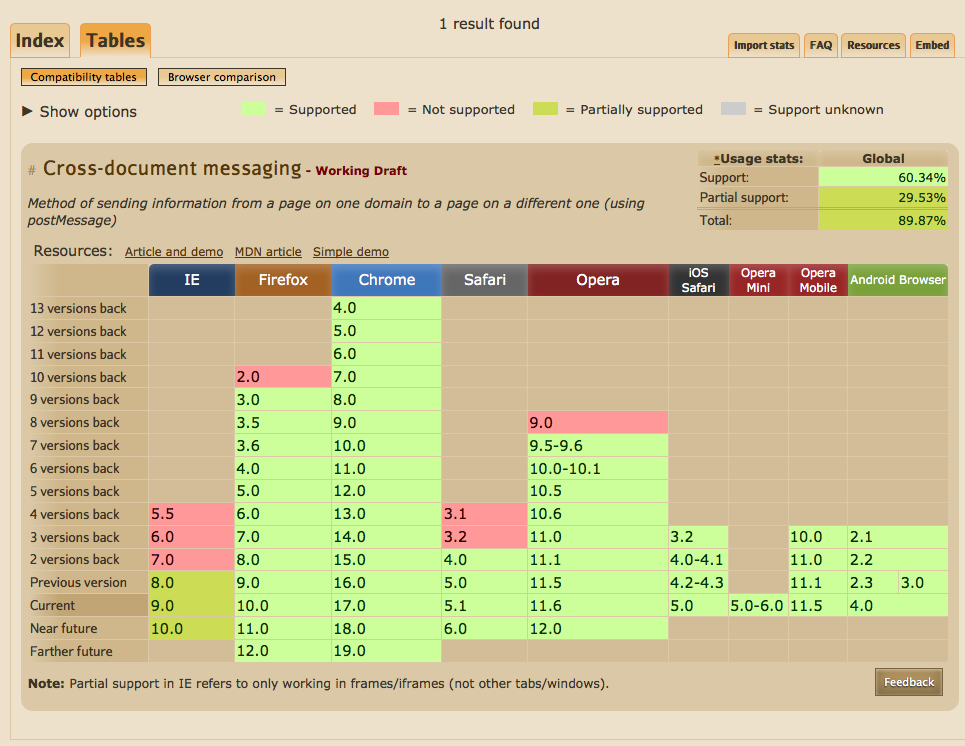 1 result found
Index Tables Import stats FAQ Resources Embed
Compatibility tables Browser comparison
▶ Show options = Supported = Not supported = Partially supported = Support unknown
# Cross-document messaging - Working Draft
Method of sending information from a page on one domain to a page on a different one (using
postMessage)
*Usage stats: Global
Support: 60.34%
Partial support: 29.53%
Total: 89.87%
Resources: Article and demo MDN article Simple demo
IE Firefox Chrome Safari Opera iOS Safari Opera Mini Opera Mobile Android Browser
13 versions back 4.0
12 versions back 5.0
11 versions back 6.0
10 versions back 2.0 7.0
9 versions back 3.0 8.0
8 versions back 3.5 9.0 9.0
7 versions back 3.6 10.0 9.5-9.6
6 versions back 4.0 11.0 10.0-10.1
5 versions back 5.0 12.0 10.5
4 versions back 5.5 6.0 13.0 3.1 10.6
3 versions back 6.0 7.0 14.0 3.2 11.0 3.2 10.0 2.1
2 versions back 7.0 8.0 15.0 4.0 11.1 4.0-4.1 11.0 2.2
Previous version 8.0 9.0 16.0 5.0 11.5 4.2-4.3 11.1 2.3 3.0
Current 9.0 10.0 17.0 5.1 11.6 5.0 5.0-6.0 11.5 4.0
Near future 10.0 11.0 18.0 6.0 12.0
Farther future 12.0 19.0
Note: Partial support in IE refers to only working in frames/iframes (not other tabs/windows).
Feedback